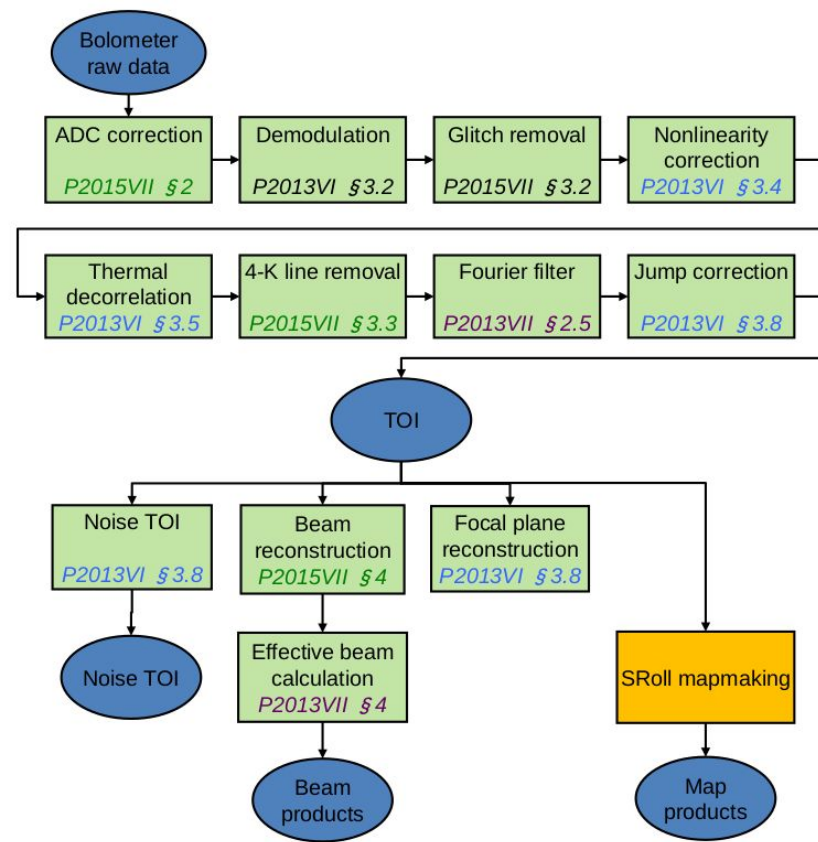 Bolometer
raw data
ADC correction
P2015VII §2
Demodulation
P2013VI §3.2
Glitch removal
P2015VII §3.2
Nonlinearity
correction
P2013VI §3.4
Thermal
decorrelation
P2013VI §3.5
4-K line removal
P2015VII §3.3
Fourier filter
P2013VII §2.5
Jump correction
P2013VI §3.8
TOI
Noise TOI
P2013VI §3.8
Beam
reconstruction
P2015VII §4
Focal plane
reconstruction
P2013VI §3.8
Noise TOI
Effective beam
calculation
P2013VII §4
SRoll mapmaking
Beam
products
Map
products